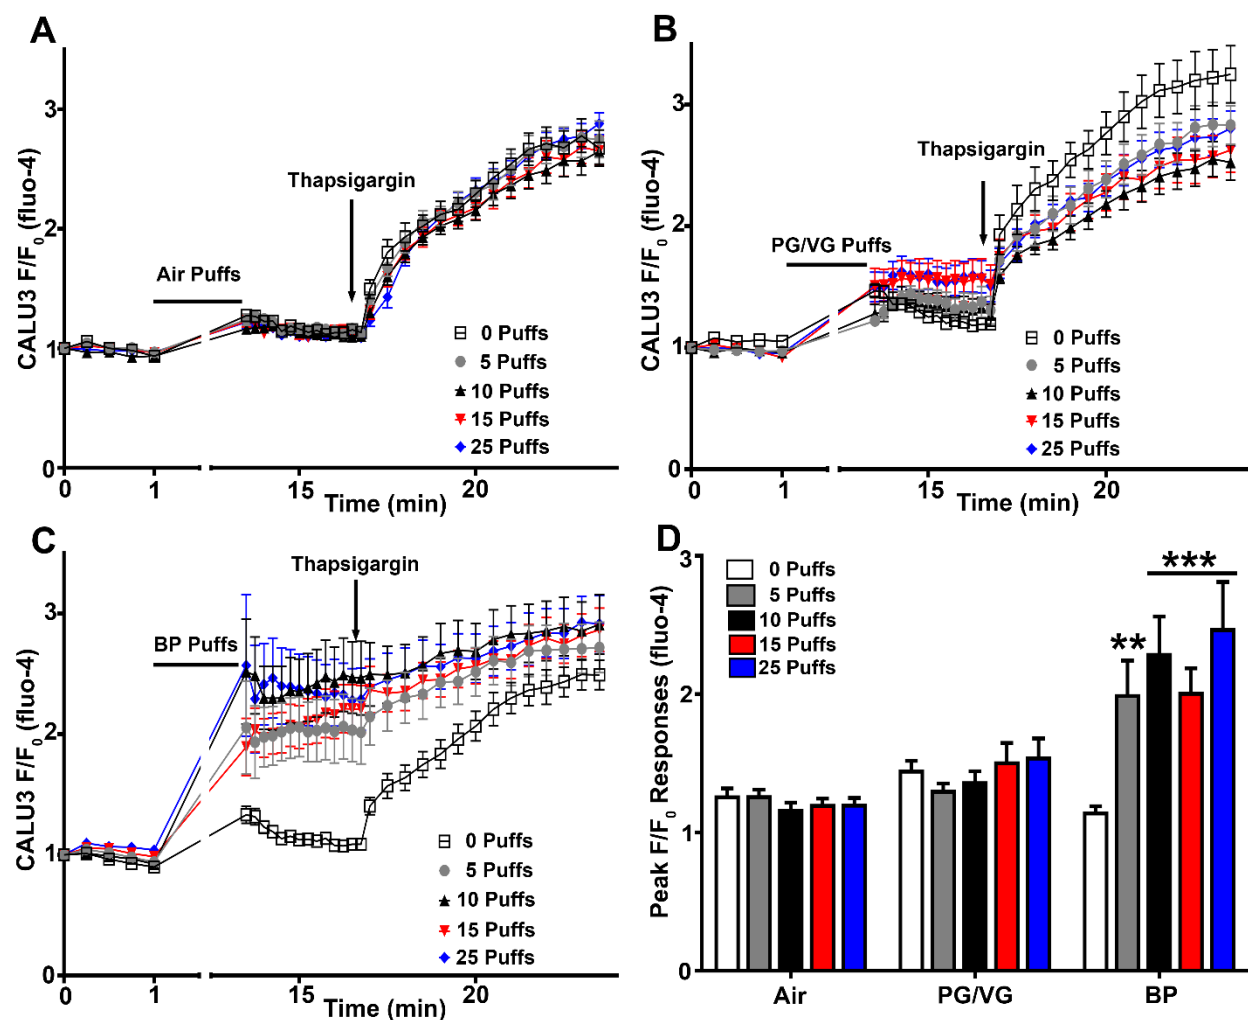 A
CALU3 F/F0 (fluo-4)
3
2
1
0
Thapsigargin
Air Puffs
0 Puffs
5 Puffs
10 Puffs
15 Puffs
25 Puffs
0 1 15 20
Time (min)
B
CALU3 F/F0 (fluo-4)
3
2
1
0
Thapsigargin
PG/VG Puffs
0 Puffs
5 Puffs
10 Puffs
15 Puffs
25 Puffs
0 1 15 20
Time (min)
C
CALU3 F/F0 (fluo-4)
3
2
1
0
Thapsigargin
BP Puffs
0 Puffs
5 Puffs
10 Puffs
15 Puffs
25 Puffs
0 1 15 20
Time (min)
D
Peak F/F0 Responses (fluo-4)
3
2
1
0
0 Puffs
5 Puffs
10 Puffs
15 Puffs
25 Puffs
***
**
Air PG/VG BP